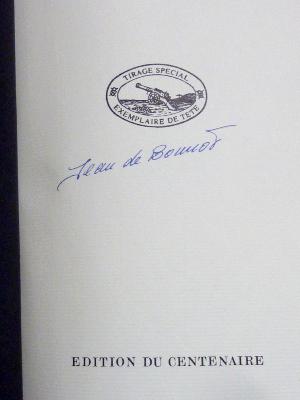 TIRAGE SPECIAL
EXEMPLAIRE DE TETE
Jean de Bonnot
EDITION DU CENTENAIRE